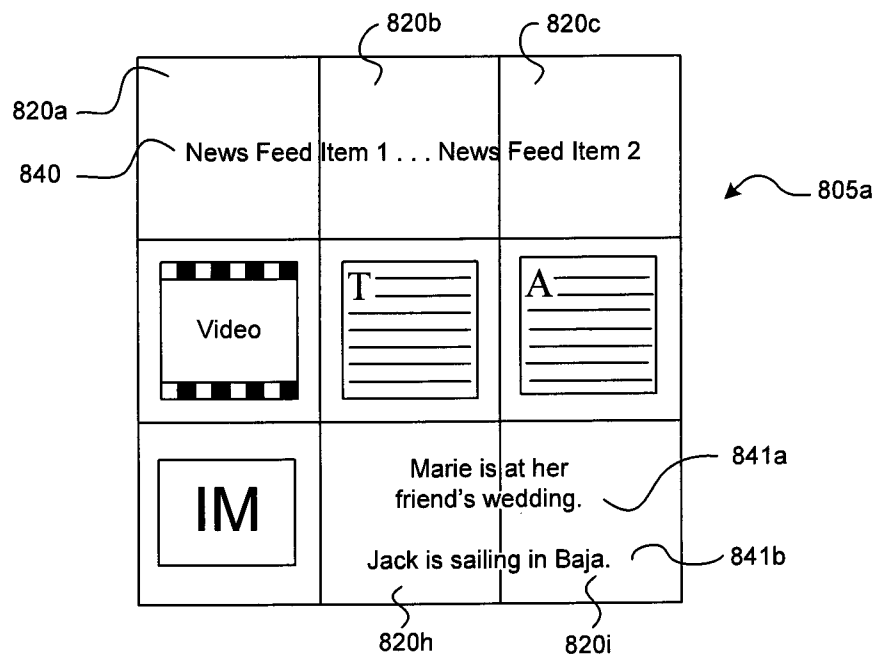 820b
820c
820a
840
News Feed Item 1 . . . News Feed Item 2
805a
Video
T
A
IM
Marie is at her
friend's wedding.
841a
Jack is sailing in Baja.
841b
820h
820i